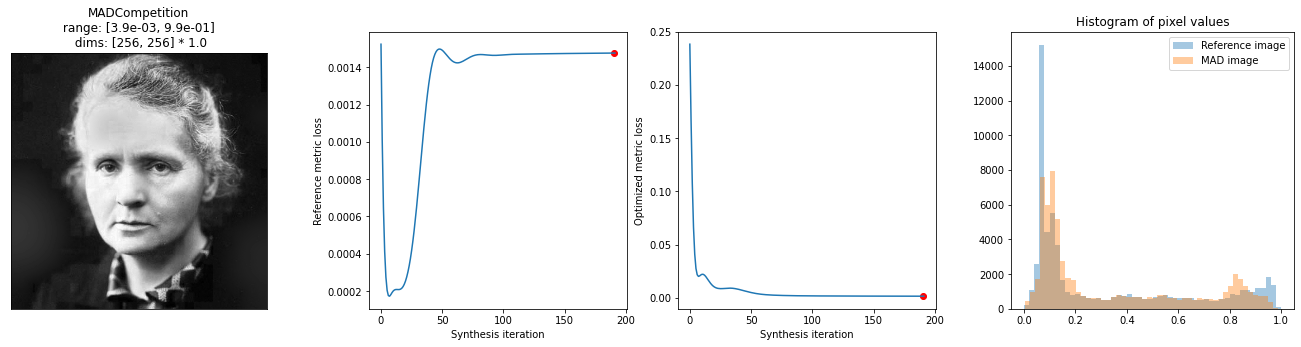 MADCompetition
range: [3.9e-03, 9.9e-01]
dims: [256, 256] * 1.0
Reference metric loss
0.0014
0.0012
0.0010
0.0008
0.0006
0.0004
0.0002
0 50 100 150 200
Synthesis iteration
Optimized metric loss
0.25
0.20
0.15
0.10
0.05
0.00
0 50 100 150 200
Synthesis iteration
Histogram of pixel values
Reference image
MAD image
14000
12000
10000
8000
6000
4000
2000
0
0.0 0.2 0.4 0.6 0.8 1.0